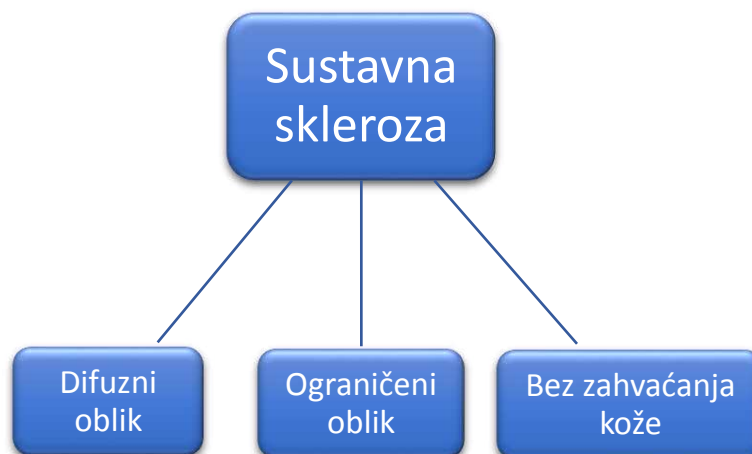 Sustavna
skleroza
Difuzni
oblik
Ograničeni
oblik
Bez zahvaćanja
kože